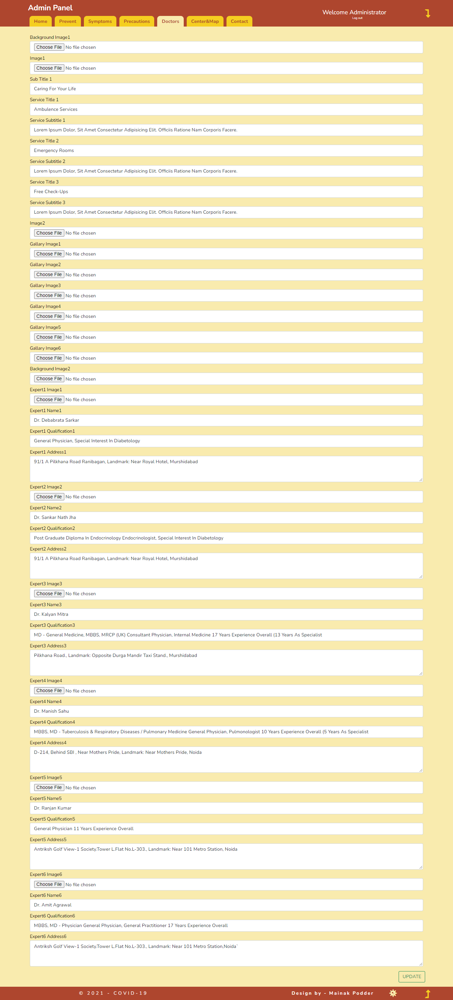 Admin Panel
Welcome Administrator
Log out
Home Prevent Symptoms Precautions Doctors Center&Map Contact
Background Image1
Choose File No file chosen
Image1
Choose File No file chosen
Sub Title 1
Caring For Your Life
Service Title 1
Ambulence Services
Service Subtitle 1
Lorem Ipsum Dolor, Sit Amet Consectetur Adipisicing Elit. Officiis Ratione Nam Corporis Facere.
Service Title 2
Emergency Rooms
Service Subtitle 2
Lorem Ipsum Dolor, Sit Amet Consectetur Adipisicing Elit. Officiis Ratione Nam Corporis Facere.
Service Title 3
Free Check-Ups
Service Subtitle 3
Lorem Ipsum Dolor, Sit Amet Consectetur Adipisicing Elit. Officiis Ratione Nam Corporis Facere.
Image2
Choose File No file chosen
Gallary Image1
Choose File No file chosen
Gallary Image2
Choose File No file chosen
Gallary Image3
Choose File No file chosen
Gallary Image4
Choose File No file chosen
Gallary Image5
Choose File No file chosen
Gallary Image6
Choose File No file chosen
Background Image2
Choose File No file chosen
Expert1 Image1
Choose File No file chosen
Expert1 Name1
Dr. Debabrata Sarkar
Expert1 Qualification1
General Physician, Special Interest In Diabetology
Expert1 Address1
91/1 A Pilkhana Road Ranibagan, Landmark: Near Royal Hotel, Murshidabad
Expert2 Image2
Choose File No file chosen
Expert2 Name2
Dr. Sankar Nath Jha
Expert2 Qualification2
Post Graduate Diploma In Endocrinology Endocrinologist, Special Interest In Diabetology
Expert2 Address2
91/1 A Pilkhana Road Ranibagan, Landmark: Near Royal Hotel, Murshidabad
Expert3 Image3
Choose File No file chosen
Expert3 Name3
Dr. Kalyan Mitra
Expert3 Qualification3
MD - General Medicine, MBBS, MRCP (UK) Consultant Physician, Internal Medicine 17 Years Experience Overall (13 Years As Specialist
Expert3 Address3
Pilkhana Road., Landmark: Opposite Durga Mandir Taxi Stand., Murshidabad
Expert4 Image4
Choose File No file chosen
Expert4 Name4
Dr. Manish Sahu
Expert4 Qualification4
MBBS, MD - Tuberculosis & Respiratory Diseases / Pulmonary Medicine General Physician, Pulmonologist 10 Years Experience Overall (5 Years As Specialist
Expert4 Address4
D-214, Behind SBI , Near Mothers Pride, Landmark: Near Mothers Pride, Noida
Expert5 Image5
Choose File No file chosen
Expert5 Name5
Dr. Ranjan Kumar
Expert5 Qualification5
General Physician 11 Years Experience Overall
Expert5 Address5
Antriksh Golf View-1 Society.Tower L.Flat No.L-303., Landmark: Near 101 Metro Station, Noida
Expert6 Image6
Choose File No file chosen
Expert6 Name6
Dr. Amit Agrawal
Expert6 Qualification6
MBBS, MD - Physician General Physician, General Practitioner 17 Years Experience Overall
Expert6 Address6
Antriksh Golf View-1 Society.Tower L.Flat No.L-303., Landmark: Near 101 Metro Station,Noida`
UPDATE
© 2021 - COVID-19
Design by - Mainak Podder